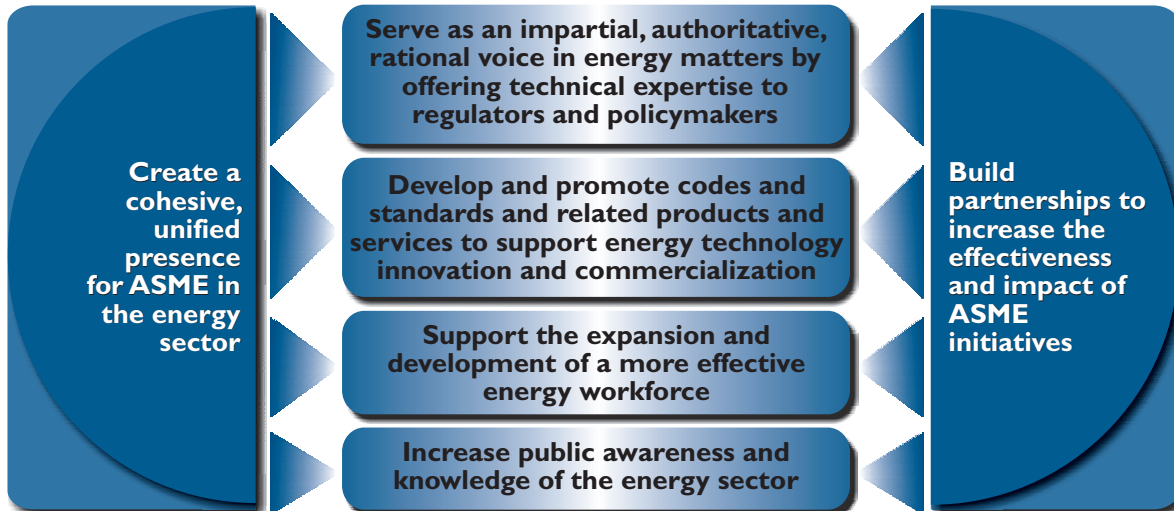 Create a
cohesive,
unified
presence
for ASME in
the energy
sector
Serve as an impartial, authoritative,
rational voice in energy matters by
offering technical expertise to
regulators and policymakers
Develop and promote codes and
standards and related products and
services to support energy technology
innovation and commercialization
Support the expansion and
development of a more effective
energy workforce
Increase public awareness and
knowledge of the energy sector
Build
partnerships to
increase the
effectiveness
and impact of
ASME
initiatives